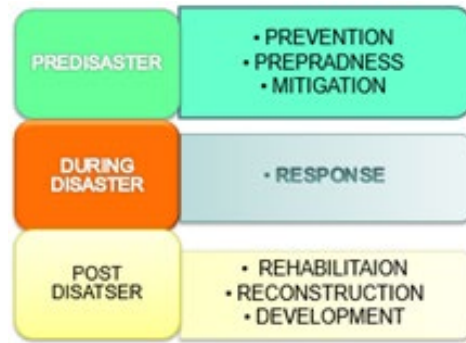 PREDISASTER
• PREVENTION
• PREPRADNESS
• MITIGATION
DURING
DISASTER
• RESPONSE
POST
DISATSER
• REHABILITAION
• RECONSTRUCTION
• DEVELOPMENT